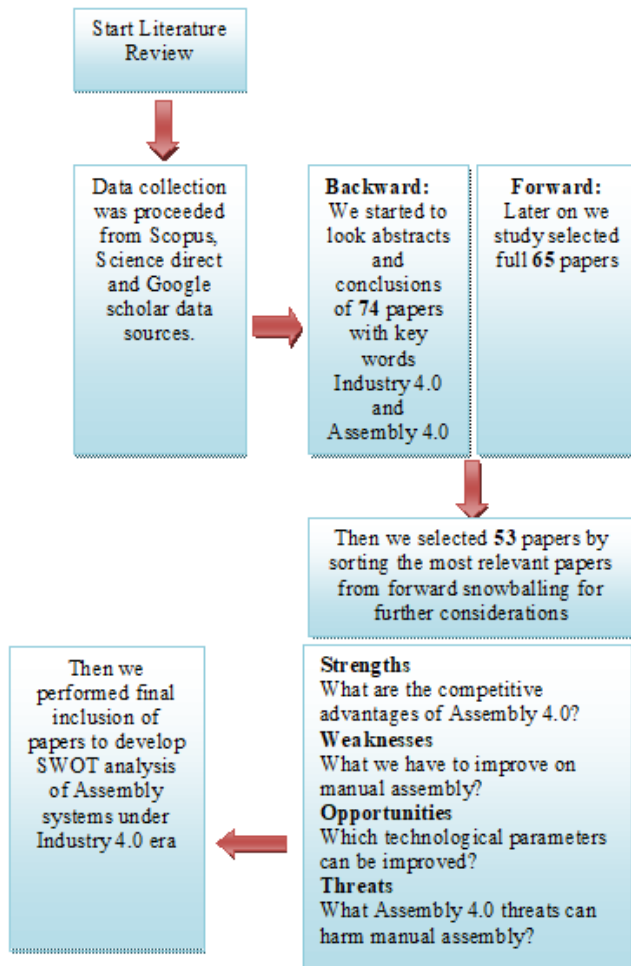 Start Literature
Review
Data collection
was proceeded
from Scopus,
Science direct
and Google
scholar data
sources.
Backward:
We started to
look abstracts
and
conclusions
of 74 papers
with key
words
Industry 4.0
and
Assembly 4.0
Forward:
Later on we
study selected
full 65 papers
Then we selected 53 papers by
sorting the most relevant papers
from forward snowballing for
further considerations
Strengths
What are the competitive
advantages of Assembly 4.0?
Weaknesses
What we have to improve on
manual assembly?
Opportunities
Which technological parameters
can be improved?
Threats
What Assembly 4.0 threats can
harm manual assembly?
Then we
performed final
inclusion of
papers to develop
SWOT analysis
of Assembly
systems under
Industry 4.0 era